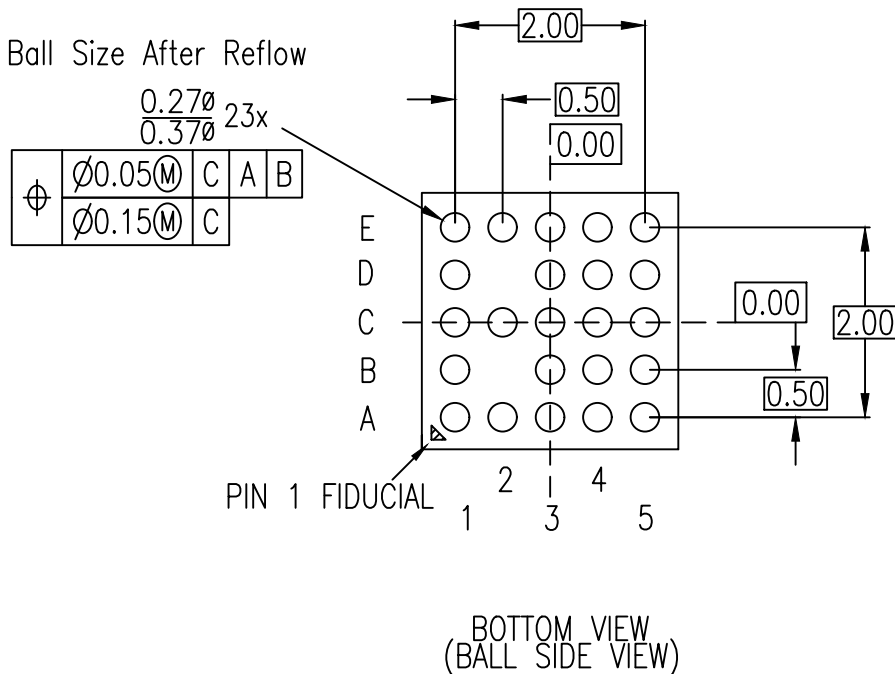 2.00
Ball Size After Reflow
0.50
0.27ø
0.37ø 23x
0.00
Ø0.05Ⓜ C A B
Ø0.15Ⓜ C
E
D
0.00
C
2.00
B
0.50
A
PIN 1 FIDUCIAL
2 4
1 3 5
BOTTOM VIEW
(BALL SIDE VIEW)